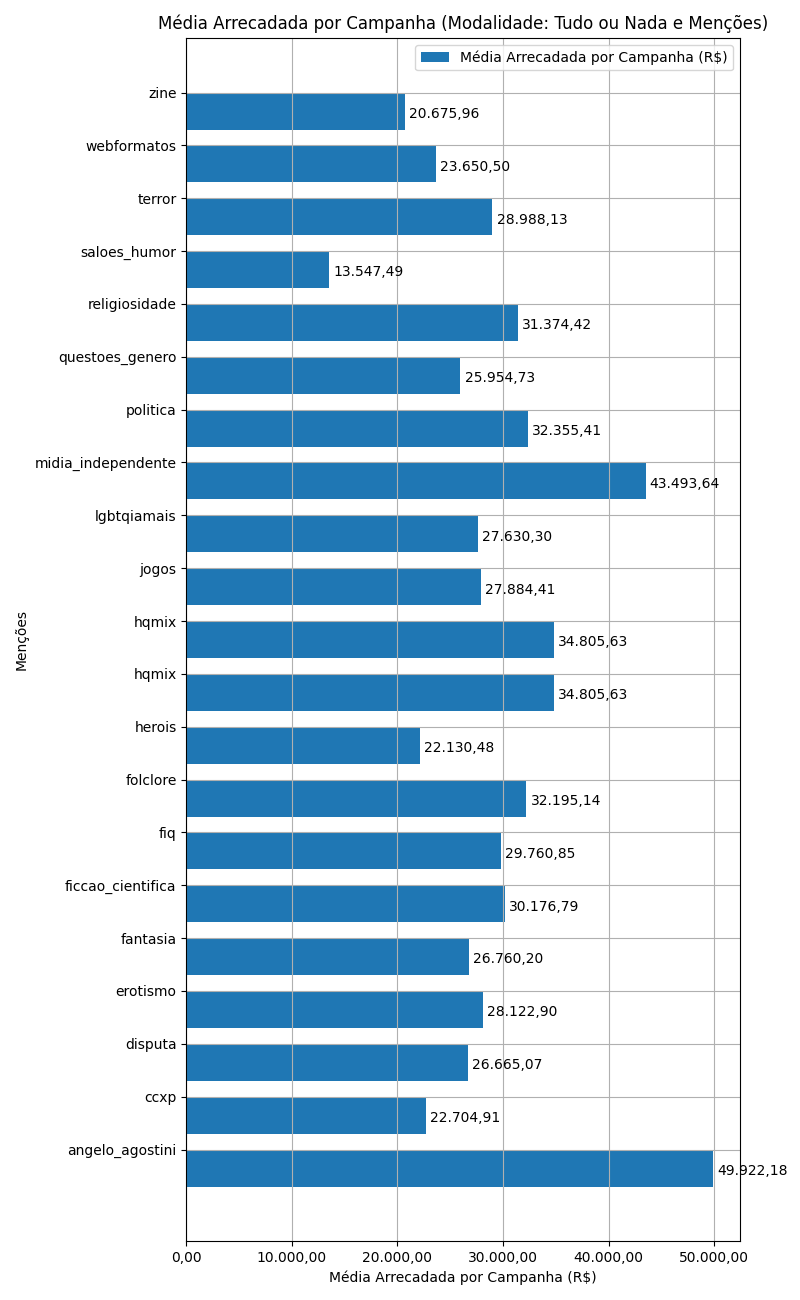 Média Arrecadada por Campanha (Modalidade: Tudo ou Nada e Menções)
Média Arrecadada por Campanha (R$)
zine 20.675,96
webformatos 23.650,50
terror 28.988,13
saloes_humor 13.547,49
religiosidade 31.374,42
questoes_genero 25.954,73
politica 32.355,41
midia_independente 43.493,64
lgbtqiamais 27.630,30
jogos 27.884,41
hqmix 34.805,63
hqmix 34.805,63
herois 22.130,48
folclore 32.195,14
fiq 29.760,85
ficcao_cientifica 30.176,79
fantasia 26.760,20
erotismo 28.122,90
disputa 26.665,07
ccxp 22.704,91
angelo_agostini 49.922,18
Menções
0,00 10.000,00 20.000,00 30.000,00 40.000,00 50.000,00
Média Arrecadada por Campanha (R$)